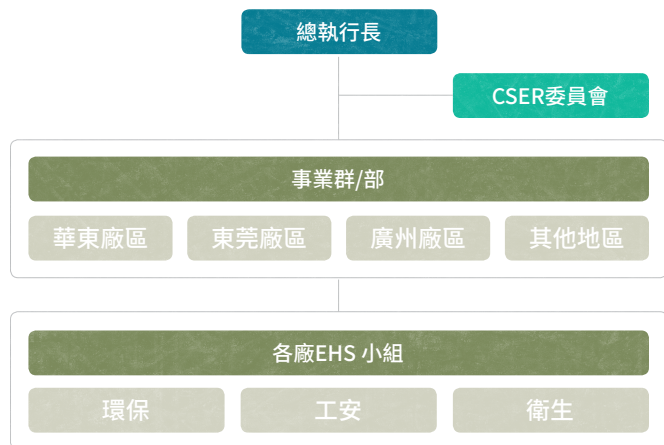 總執行長
CSER委員會
事業群/部
華東廠區 東莞廠區 廣州廠區 其他地區
各廠EHS 小組
環保 工安 衛生